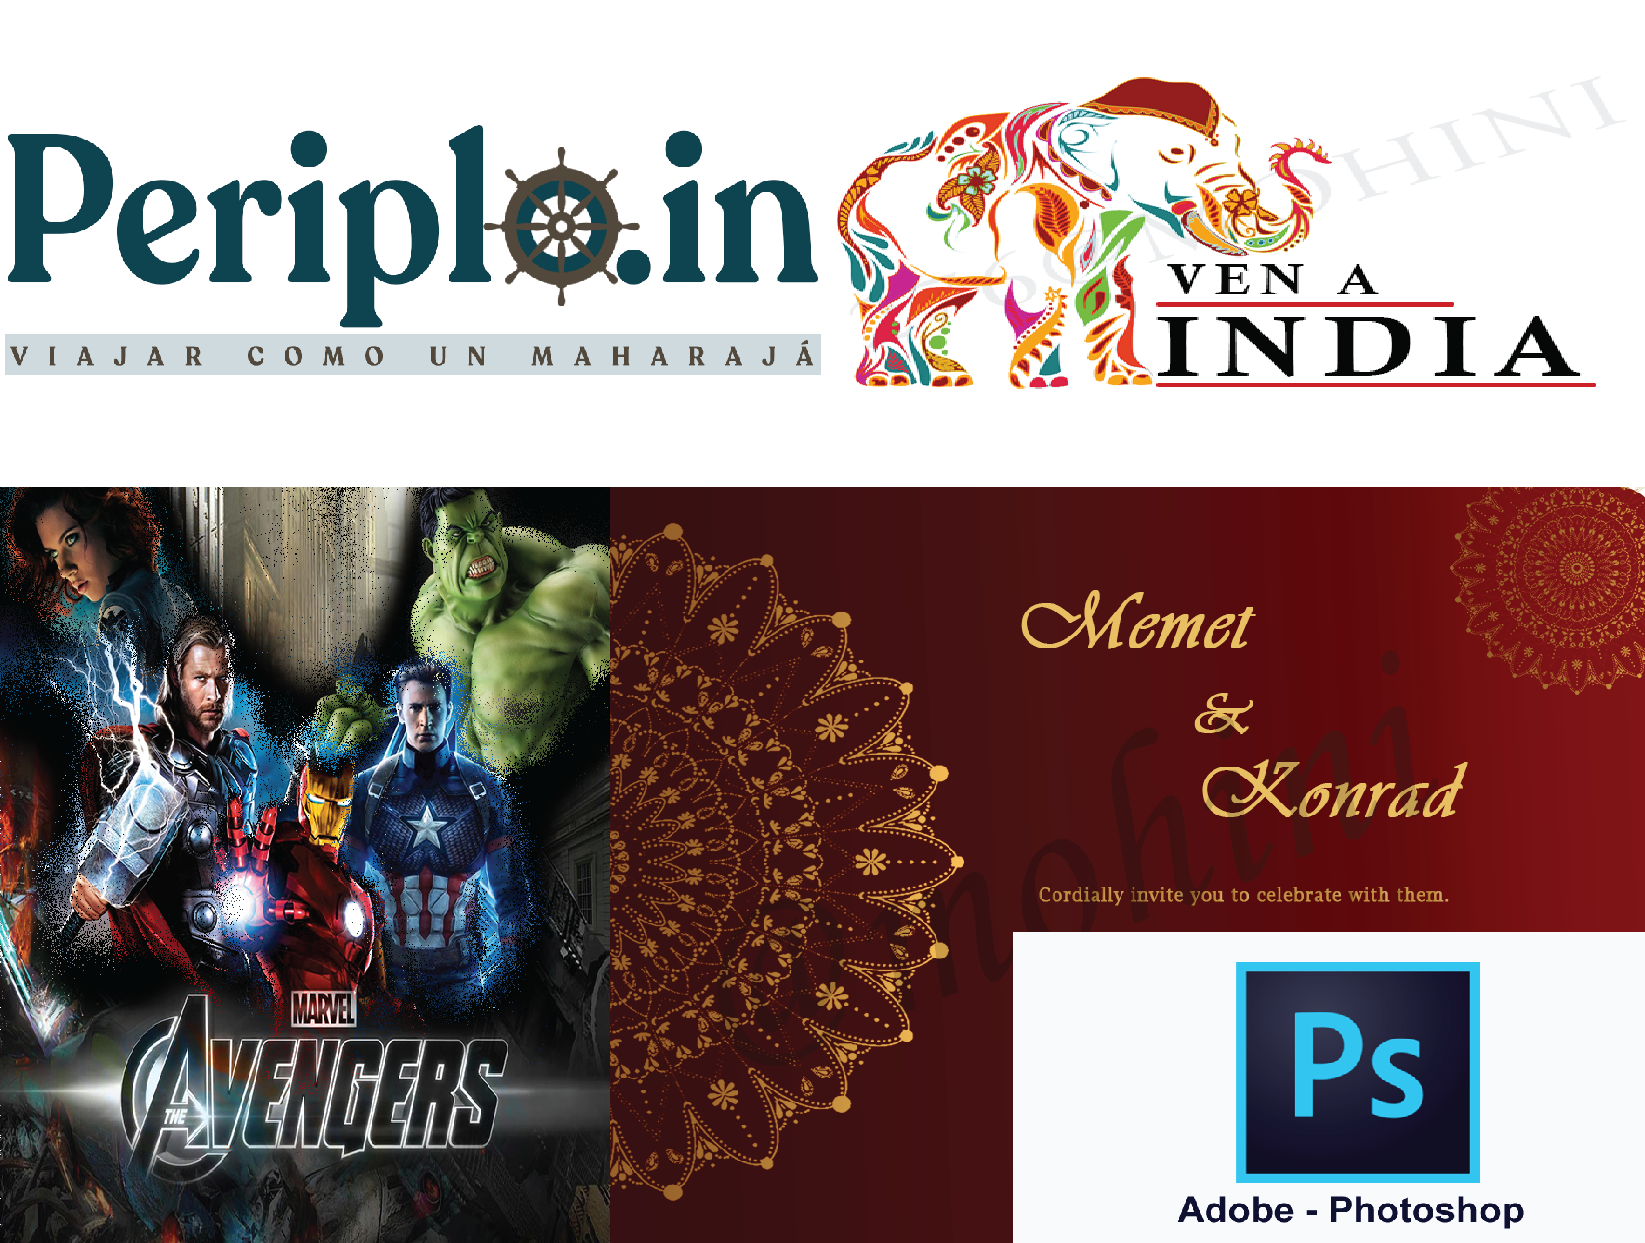 Periplo.in
VIAJAR COMO UN MAHARAJÁ
VEN A
INDIA
MARVEL
THE AVENGERS
Memet
&
Konrad
Cordially invite you to celebrate with them.
Ps
Adobe - Photoshop